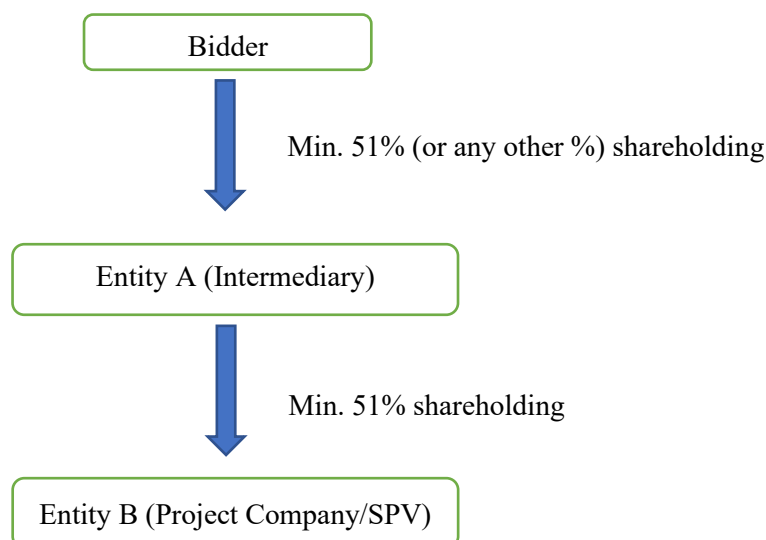 Bidder
Min. 51% (or any other %) shareholding
Entity A (Intermediary)
Min. 51% shareholding
Entity B (Project Company/SPV)